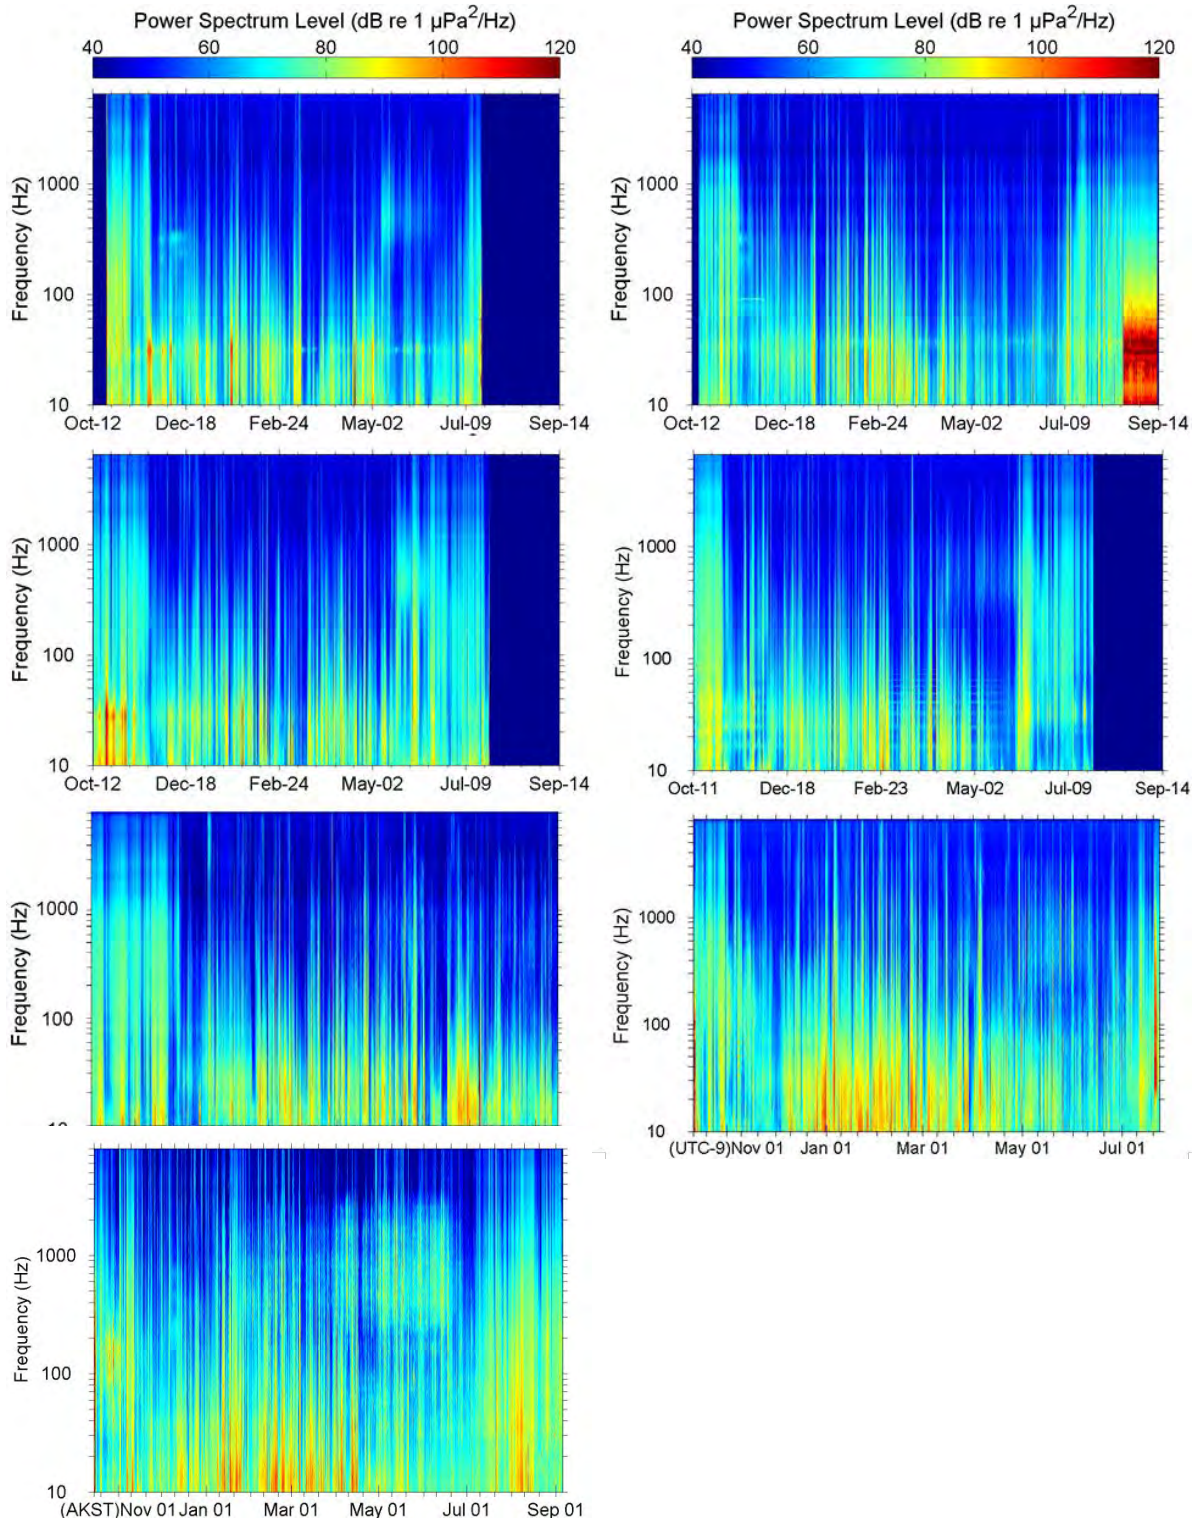 Power Spectrum Level (dB re 1 µPa²/Hz)
40 60 80 100 120
Frequency (Hz)
1000
100
10
Oct-12 Dec-18 Feb-24 May-02 Jul-09 Sep-14
Power Spectrum Level (dB re 1 µPa²/Hz)
40 60 80 100 120
Frequency (Hz)
1000
100
10
Oct-12 Dec-18 Feb-24 May-02 Jul-09 Sep-14
Frequency (Hz)
1000
100
10
Oct-12 Dec-18 Feb-24 May-02 Jul-09 Sep-14
Frequency (Hz)
1000
100
10
Oct-11 Dec-18 Feb-23 May-02 Jul-09 Sep-14
Frequency (Hz)
1000
100
10
Frequency (Hz)
1000
100
10
(UTC-9) Nov 01 Jan 01 Mar 01 May 01 Jul 01
Frequency (Hz)
1000
100
10
(AKST) Nov 01 Jan 01 Mar 01 May 01 Jul 01 Sep 01